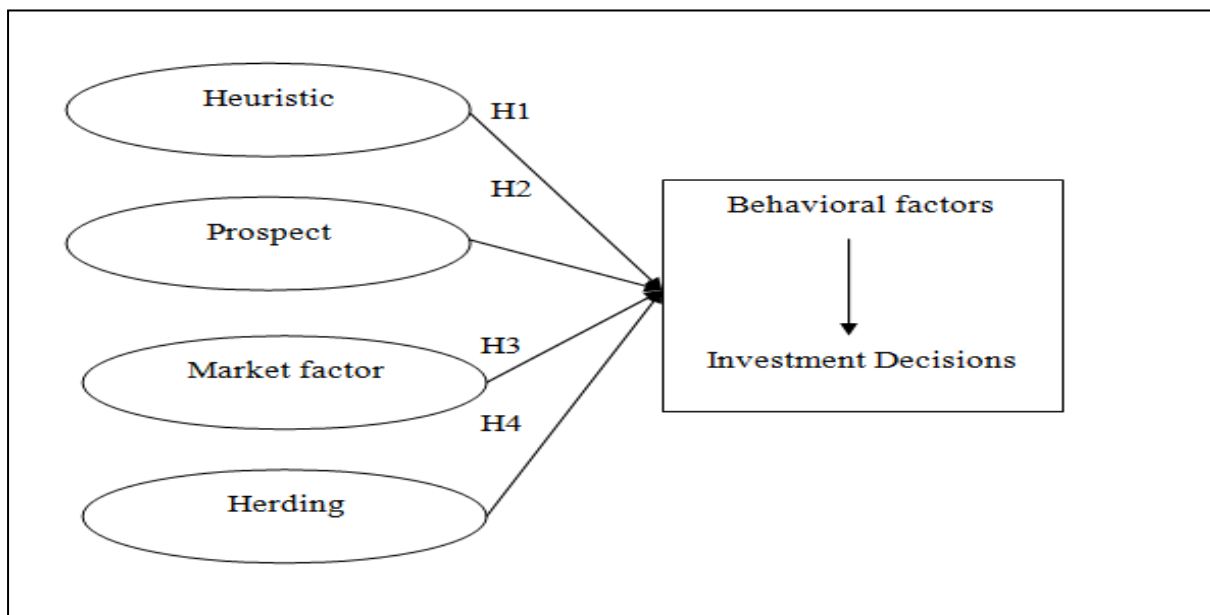 Heuristic
H1
H2
Prospect
Market factor
H3
H4
Herding
Behavioral factors
Investment Decisions